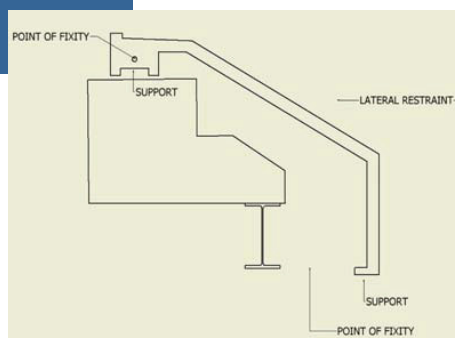 POINT OF FIXITY
SUPPORT
LATERAL RESTRAINT
SUPPORT
POINT OF FIXITY